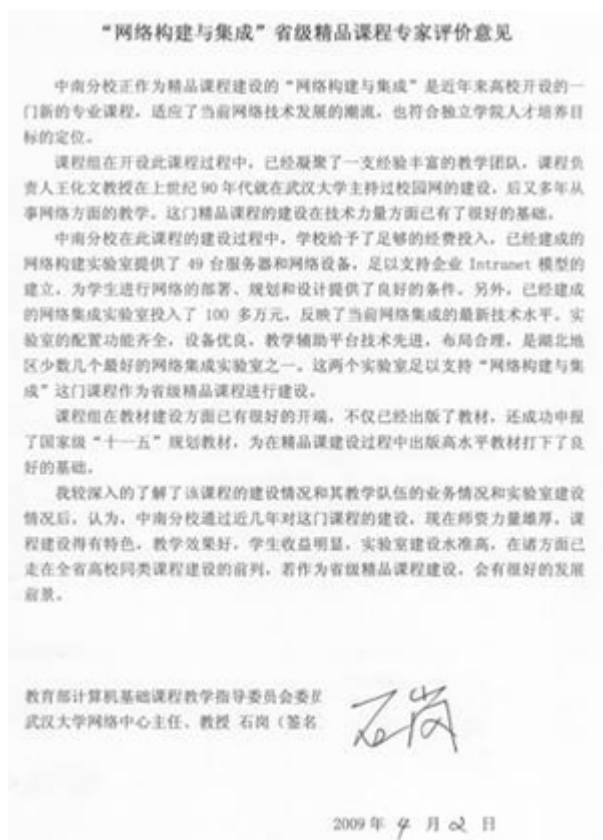 “网络构建与集成”省级精品课程专家评价意见
中南分校正作为精品课程建设的“网络构建与集成”是近年来高校开设的一
门新的专业课程，适应了当前网络技术发展的潮流，也符合独立学院人才培养目
标的定位。
课程组在开设此课程过程中，已经凝聚了一支经验丰富的教学团队，课程负
责人王化文教授在上世纪 90 年代就在武汉大学主持过校园网的建设，后又多年从
事网络方面的教学。这门精品课程的建设在技术力量方面已有了很好的基础。
中南分校在此课程的建设过程中，学校给予了足够的经费投入，已经建成的
网络构建实验室提供了 49 台服务器和网络设备，足以支持企业 Intranet 模型的
建立，为学生进行网络的部署、规划和设计提供了良好的条件。另外，已经建成
的网络集成实验室投入了 100 多万元，反映了当前网络集成的最新技术水平。实
验室的配置功能齐全，设备优良，教学辅助平台技术先进，布局合理，是湖北地
区少数几个最好的网络集成实验室之一。这两个实验室足以支持“网络构建与集
成”这门课程作为省级精品课程进行建设。
课程组在教材建设方面已有很好的开端，不仅已经出版了教材，还成功申报
了国家级“十一五”规划教材，为在精品课建设过程中出版高水平教材打下了良
好的基础。
我较深入的了解了该课程的建设情况和其教学队伍的业务情况和实验室建设
情况后，认为，中南分校通过近几年对这门课程的建设，现在师资力量雄厚，课
程建设得有特色，教学效果好，学生收益明显，实验室建设水准高，在诸方面已
走在全省高校同类课程建设的前列，若作为省级精品课程建设，会有很好的发展
前景。
教育部计算机基础课程教学指导委员会委员
武汉大学网络中心主任、教授 石岗（签名
石岗
2009 年 4 月 2 日